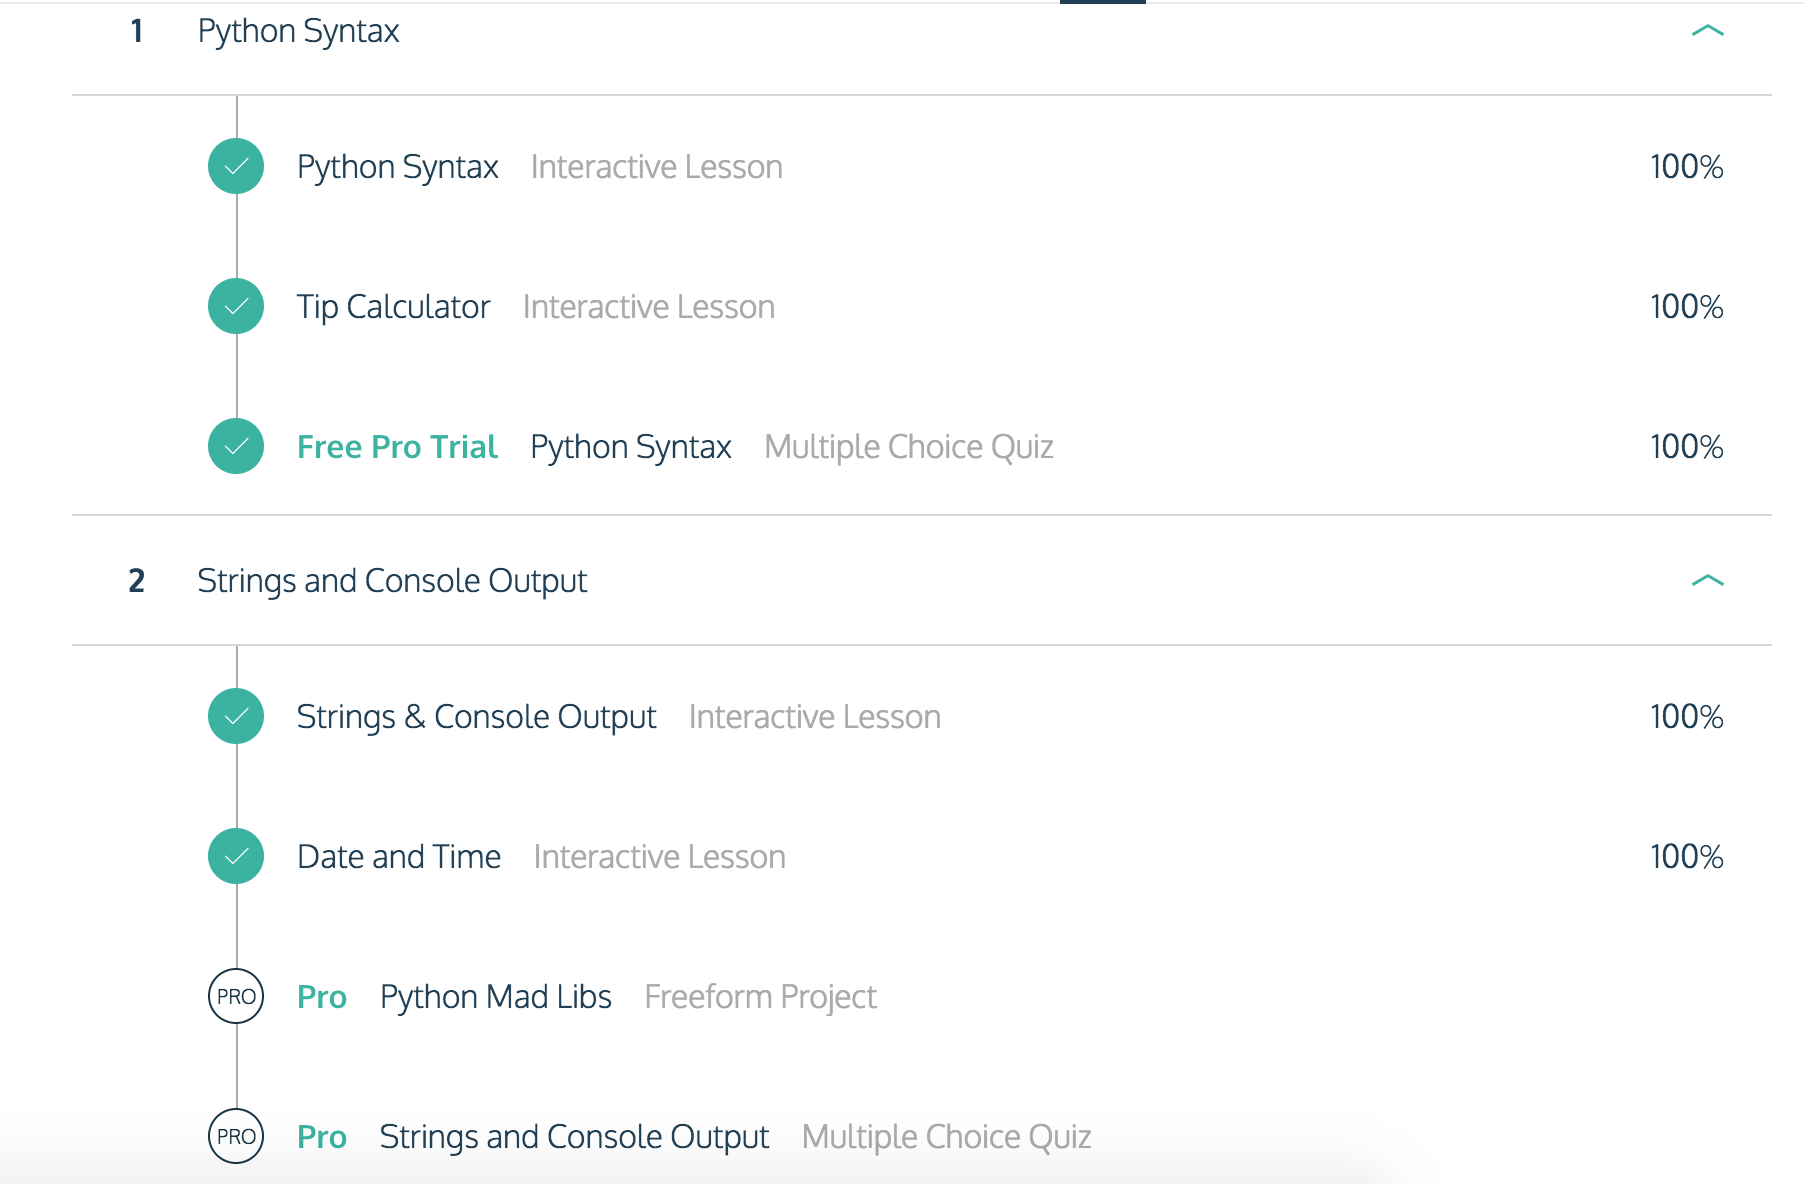 1 Python Syntax
Python Syntax Interactive Lesson 100%
Tip Calculator Interactive Lesson 100%
Free Pro Trial Python Syntax Multiple Choice Quiz 100%
2 Strings and Console Output
Strings & Console Output Interactive Lesson 100%
Date and Time Interactive Lesson 100%
PRO Pro Python Mad Libs Freeform Project
PRO Pro Strings and Console Output Multiple Choice Quiz